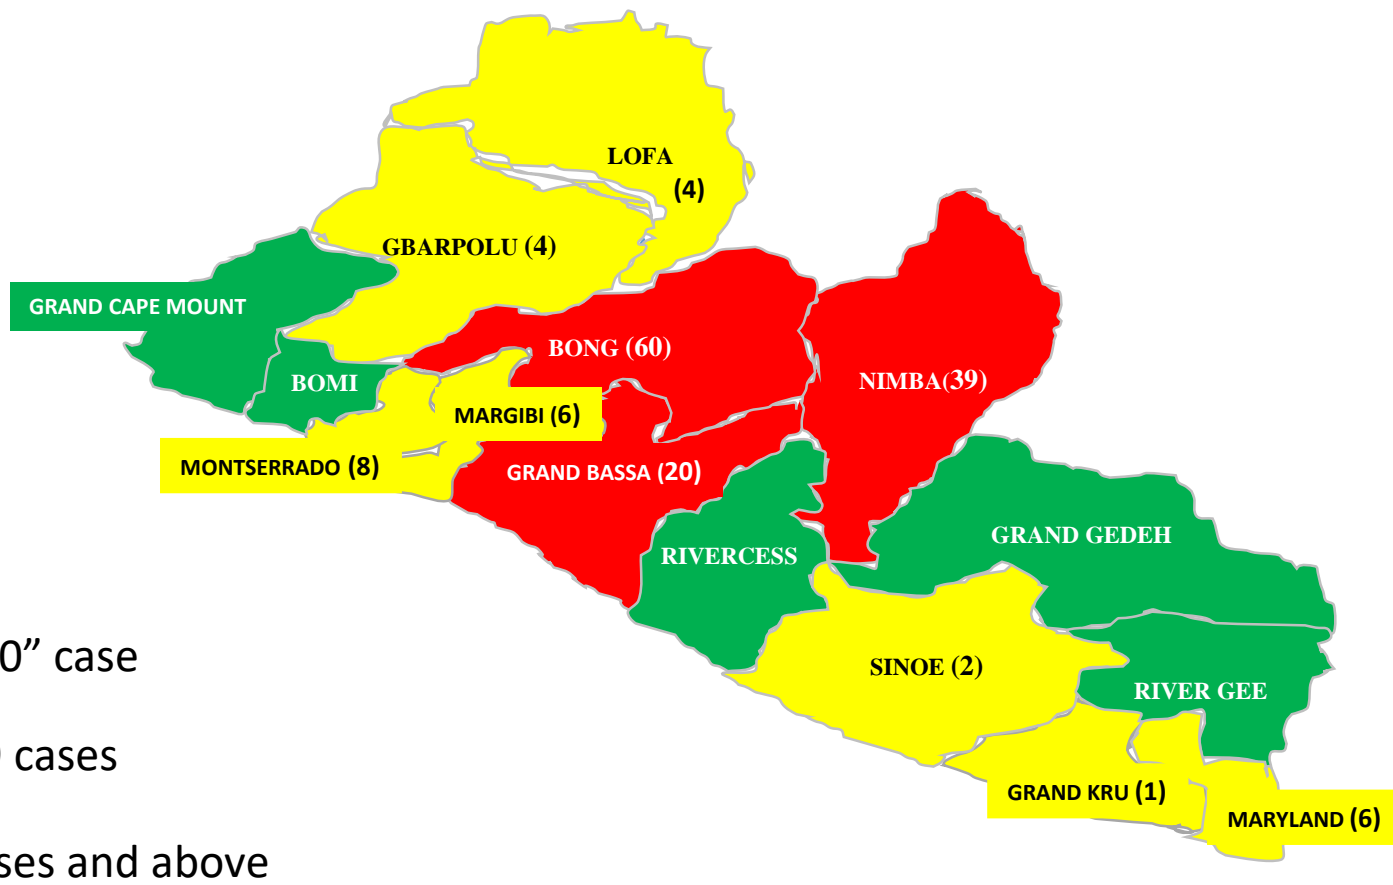 LOFA
(4)
GBARPOLU (4)
GRAND CAPE MOUNT
BONG (60)
NIMBA(39)
BOMI
MARGIBI (6)
MONTSERRADO (8)
GRAND BASSA (20)
GRAND GEDEH
RIVERCESS
0” case
SINOE (2)
RIVER GEE
cases
GRAND KRU (1)
MARYLAND (6)
ses and above